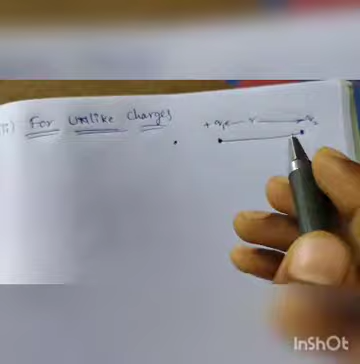 ii) For Unlike Charges
+ q₁ r q₂
InShOt